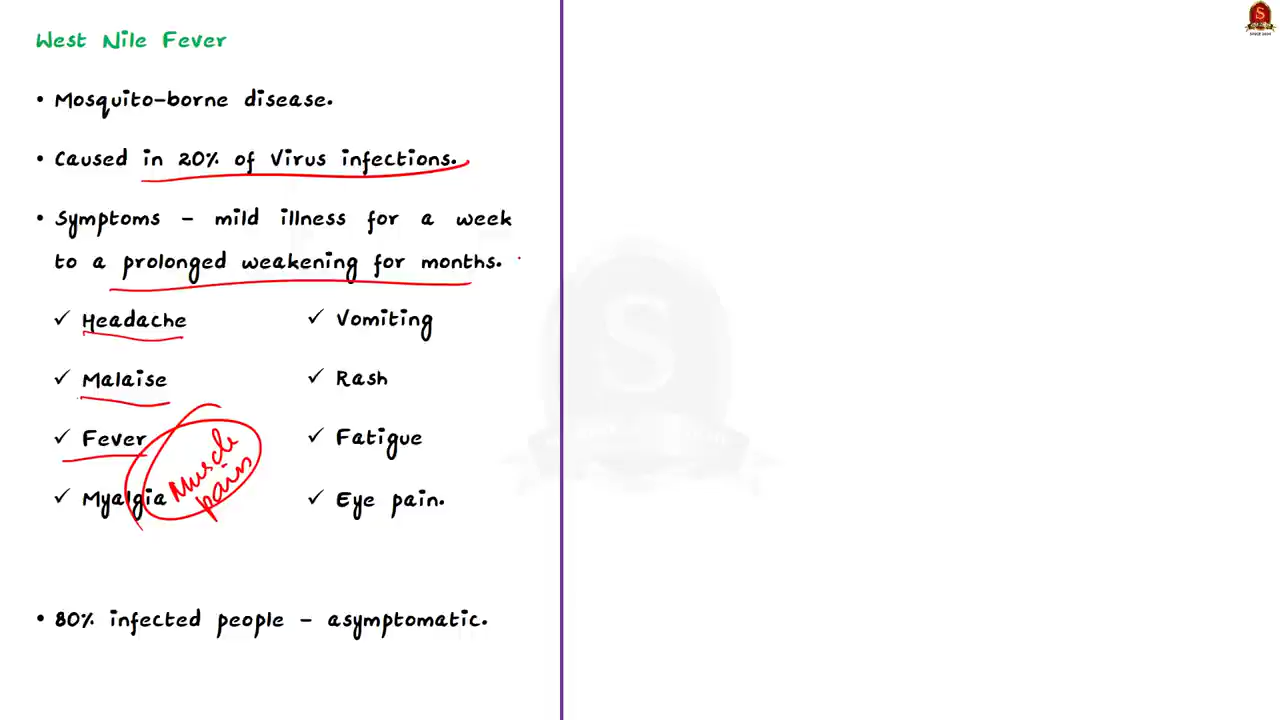 West Nile Fever
• Mosquito-borne disease.
• Caused in 20% of Virus infections.
• Symptoms - mild illness for a week
to a prolonged weakening for months.
✓ Headache
✓ Malaise
✓ Fever
✓ Myalgia
Muscle
pain
✓ Vomiting
✓ Rash
✓ Fatigue
✓ Eye pain.
• 80% infected people - asymptomatic.
S